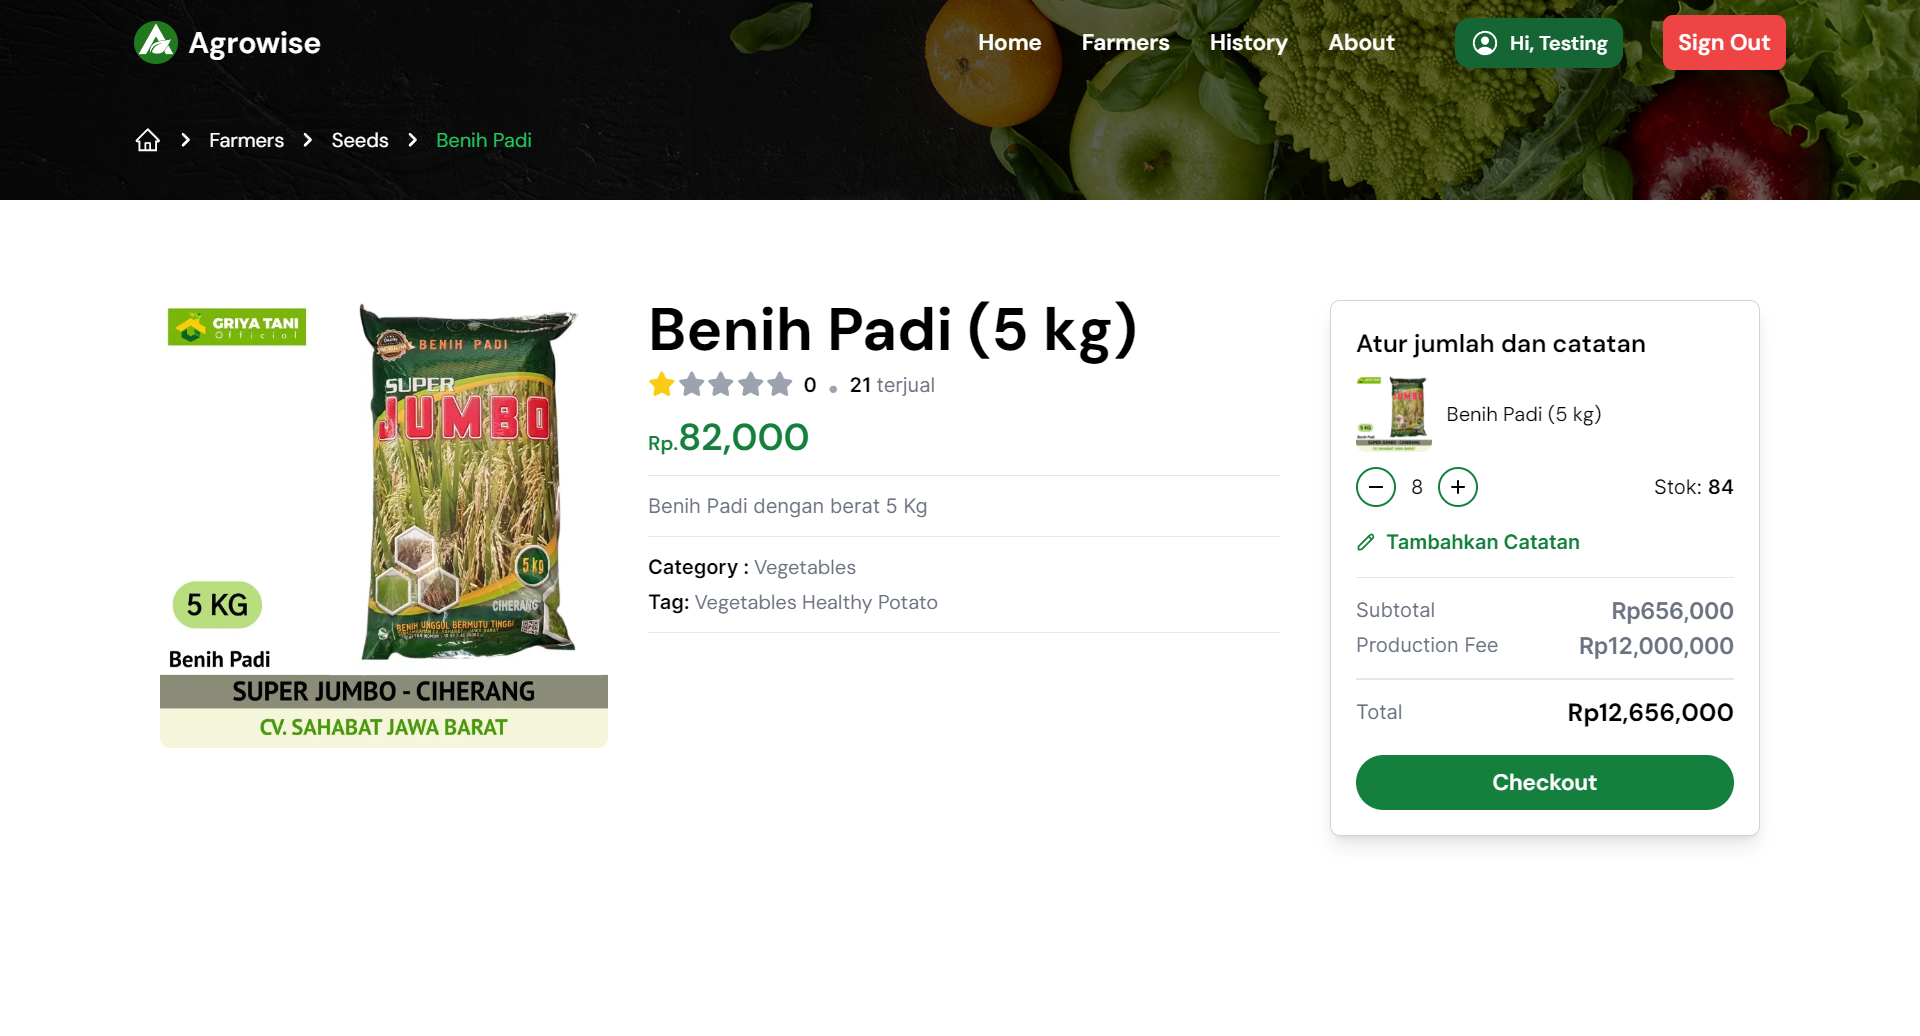 Agrowise
Home Farmers History About Hi, Testing Sign Out
Farmers Seeds Benih Padi
GRIYA TANI
Official
BENIH PADI
SUPER
JUMBO
5 kg
CIHERANG
BENIH UNGGUL BERMUTU TINGGI
5 KG
Benih Padi
SUPER JUMBO - CIHERANG
CV. SAHABAT JAWA BARAT
Benih Padi (5 kg)
0 . 21 terjual
Rp.82,000
Benih Padi dengan berat 5 Kg
Category : Vegetables
Tag: Vegetables Healthy Potato
Atur jumlah dan catatan
Benih Padi (5 kg)
8 Stok: 84
Tambahkan Catatan
Subtotal Rp656,000
Production Fee Rp12,000,000
Total Rp12,656,000
Checkout